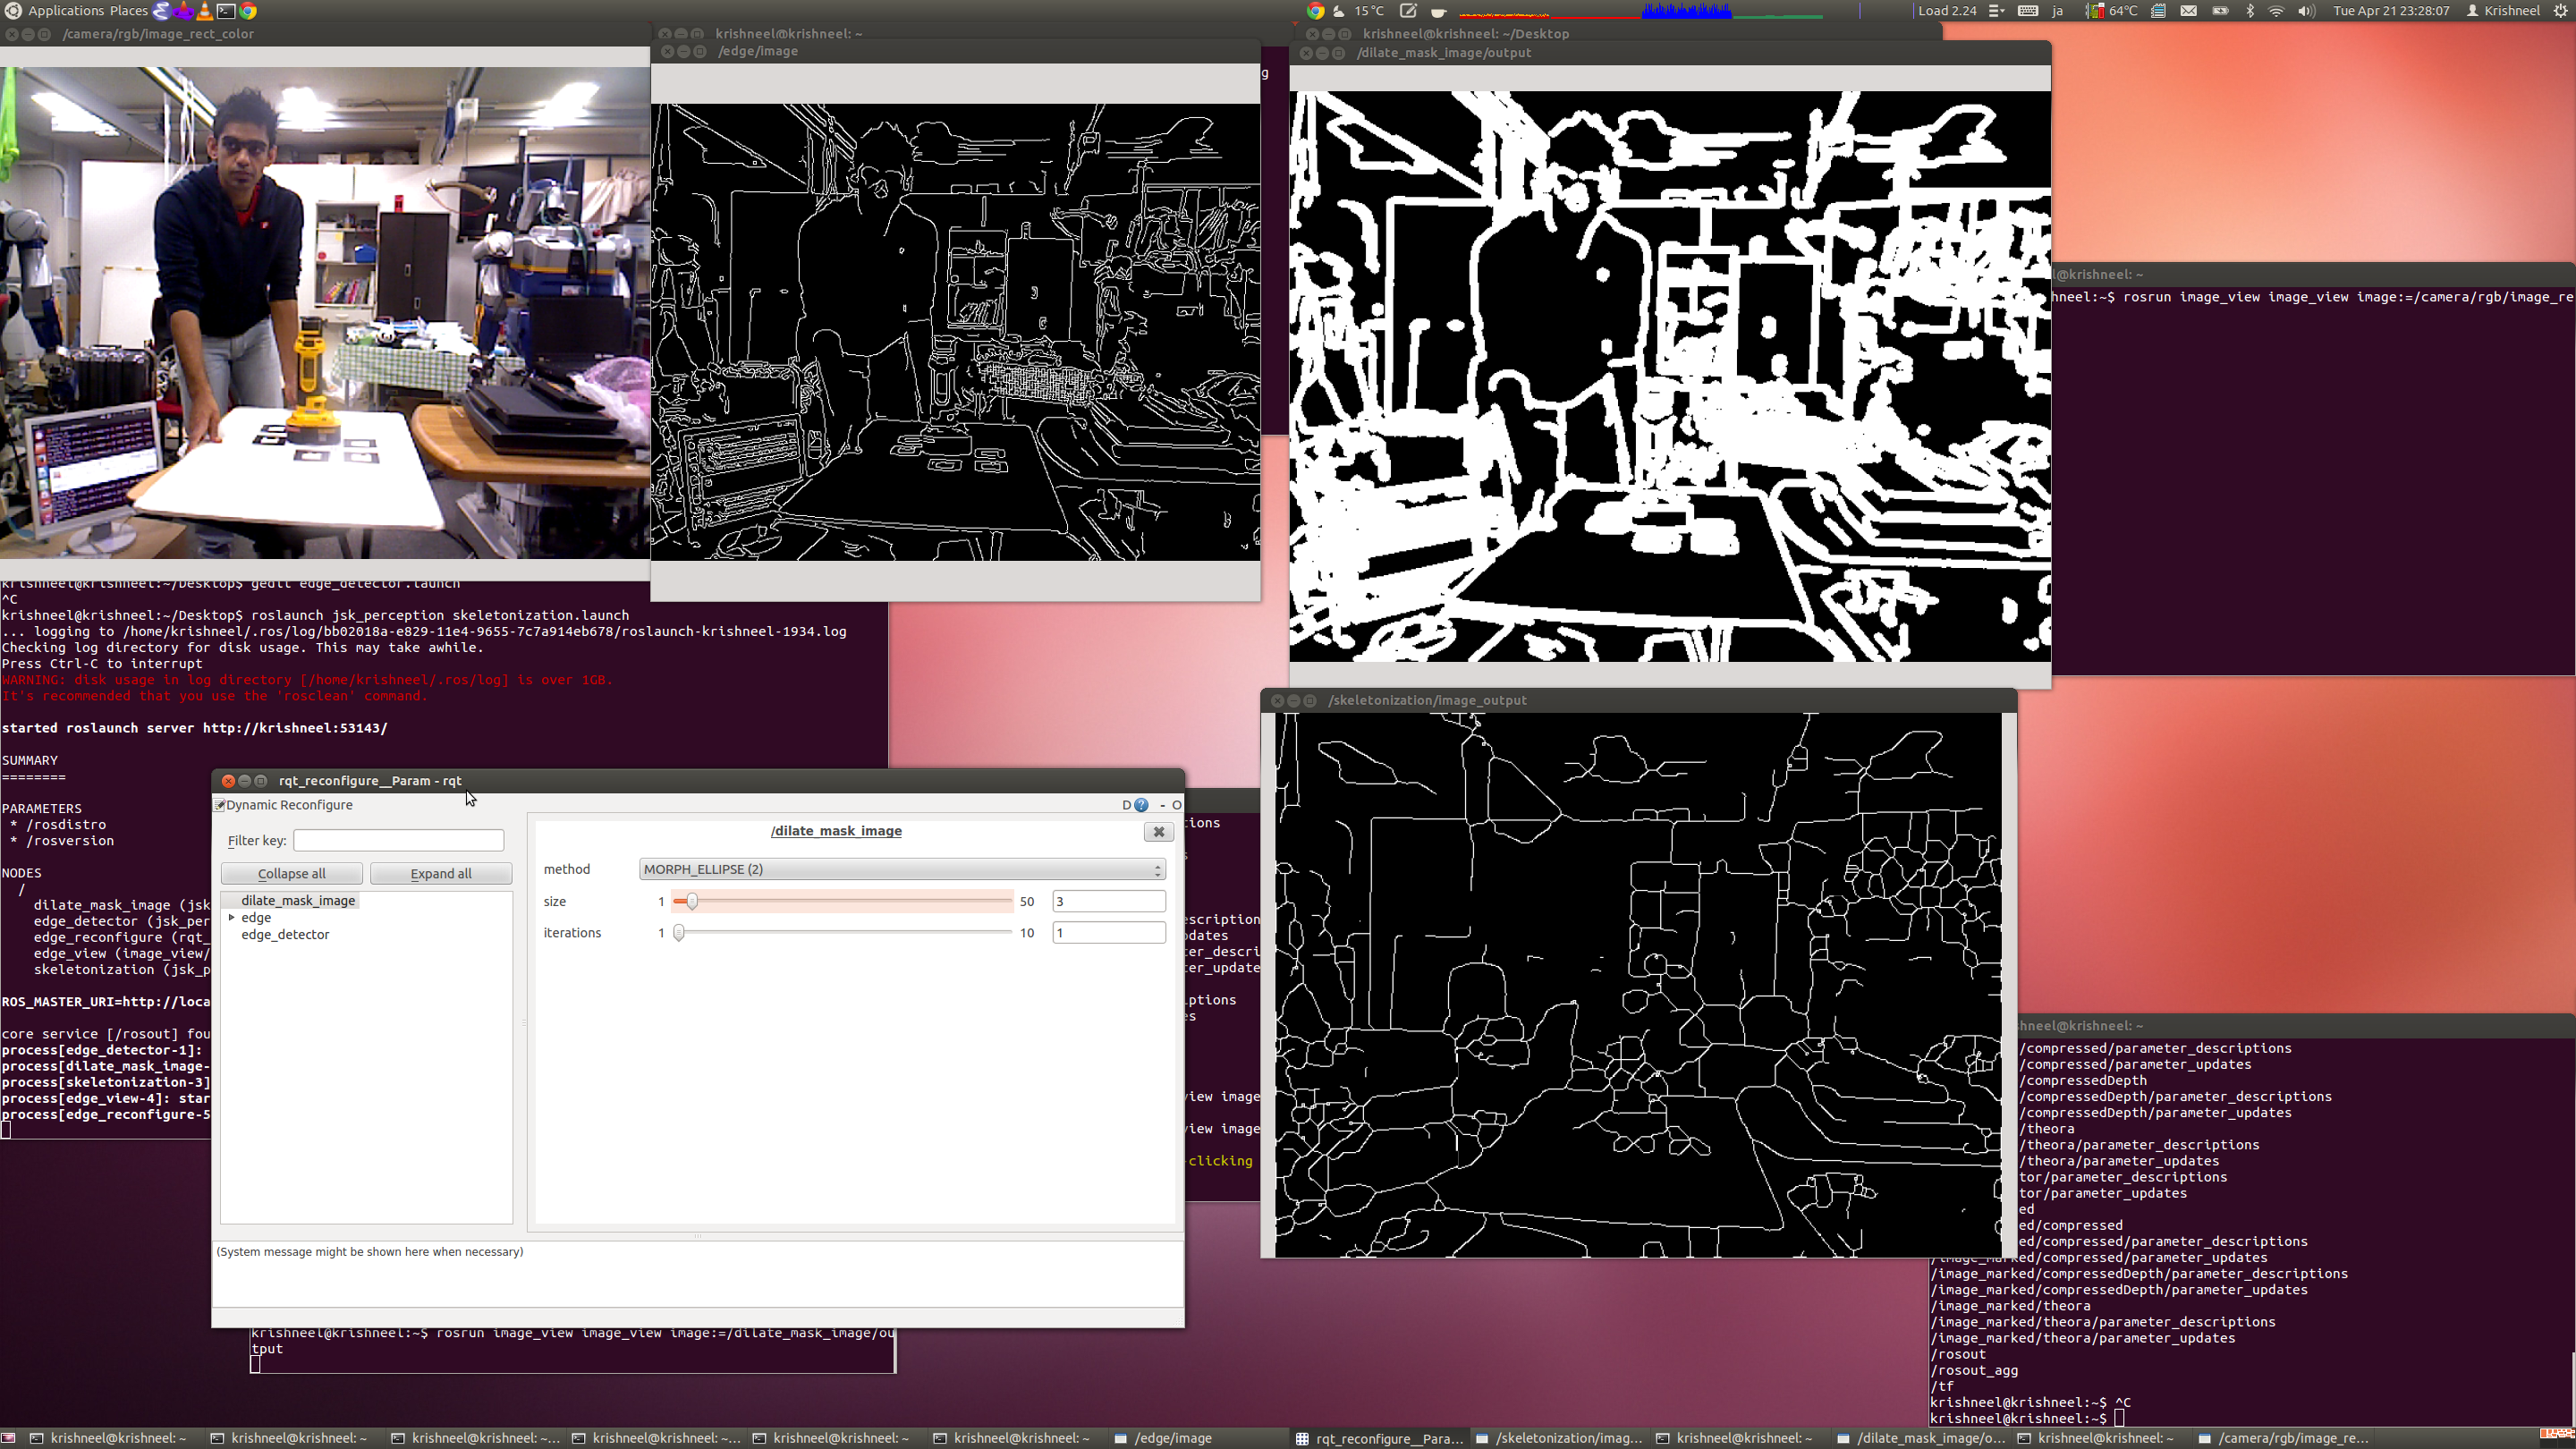 Applications Places
15 °C
Load 2.24
ja
64°C
Tue Apr 21 23:28:07
Krishneel
/camera/rgb/image_rect_color
krishneel@krishneel: ~
/edge/image
krishneel@krishneel: ~/Desktop
/dilate_mask_image/output
g
l@krishneel: ~
hneel:~$ rosrun image_view image_view image:=/camera/rgb/image_re
krishneel@krishneel:~/Desktop$ gedit edge_detector.launch
^C
krishneel@krishneel:~/Desktop$ roslaunch jsk_perception skeletonization.launch
... logging to /home/krishneel/.ros/log/bb02018a-e829-11e4-9655-7c7a914eb678/roslaunch-krishneel-1934.log
Checking log directory for disk usage. This may take awhile.
Press Ctrl-C to interrupt
WARNING: disk usage in log directory [/home/krishneel/.ros/log] is over 1GB.
It's recommended that you use the 'rosclean' command.
started roslaunch server http://krishneel:53143/
SUMMARY
========
PARAMETERS
* /rosdistro
* /rosversion
NODES
/
dilate_mask_image (jsk
edge_detector (jsk_per
edge_reconfigure (rqt_
edge_view (image_view/
skeletonization (jsk_p
ROS_MASTER_URI=http://loca
core service [/rosout] fou
process[edge_detector-1]:
process[dilate_mask_image-
process[skeletonization-3]
process[edge_view-4]: star
process[edge_reconfigure-5
rqt_reconfigure__Param - rqt
Dynamic Reconfigure
D
- O
Filter key:
Collapse all
Expand all
dilate_mask_image
edge
edge_detector
/dilate_mask_image
method
MORPH_ELLIPSE (2)
size
1
50
3
iterations
1
10
1
(System message might be shown here when necessary)
tions
s
escription
pdates
ter_descri
ter_update
iptions
es
view image
view image
-clicking
/skeletonization/image_output
krishneel@krishneel:~$ rosrun image_view image_view image:=/dilate_mask_image/ou
tput
hneel@krishneel: ~
/compressed/parameter_descriptions
/compressed/parameter_updates
/compressedDepth
/compressedDepth/parameter_descriptions
/compressedDepth/parameter_updates
/theora
/theora/parameter_descriptions
/theora/parameter_updates
tor/parameter_descriptions
tor/parameter_updates
ed
ed/compressed
ed/compressed/parameter_descriptions
/image_marked/compressed/parameter_updates
/image_marked/compressedDepth/parameter_descriptions
/image_marked/compressedDepth/parameter_updates
/image_marked/theora
/image_marked/theora/parameter_descriptions
/image_marked/theora/parameter_updates
/rosout
/rosout_agg
/tf
krishneel@krishneel:~$ ^C
krishneel@krishneel:~$
krishneel@krishneel: ~
krishneel@krishneel: ~
krishneel@krishneel: ~...
krishneel@krishneel: ~...
krishneel@krishneel: ~
krishneel@krishneel: ~
/edge/image
rqt_reconfigure__Para...
/skeletonization/imag...
krishneel@krishneel: ~
/dilate_mask_image/o...
krishneel@krishneel: ~
/camera/rgb/image_re...